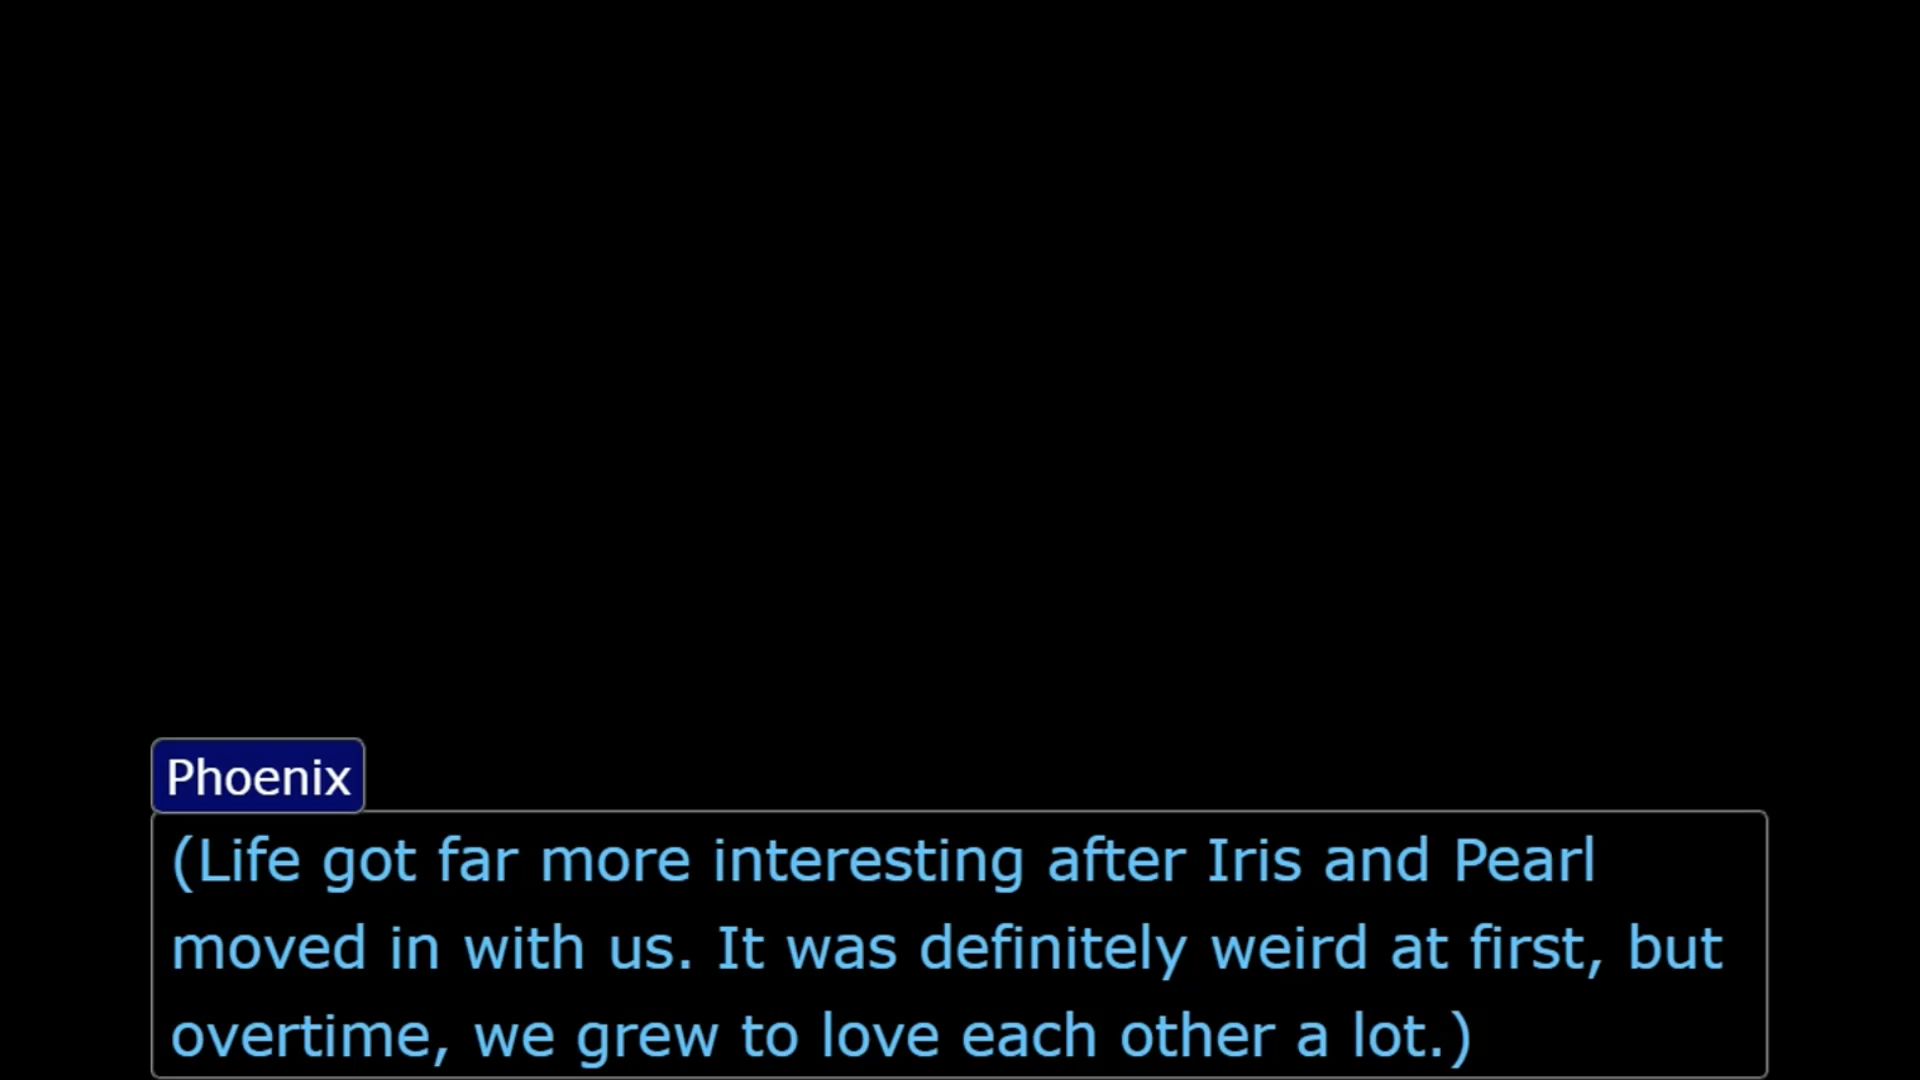 Phoenix
(Life got far more interesting after Iris and Pearl
moved in with us. It was definitely weird at first, but
overtime, we grew to love each other a lot.)